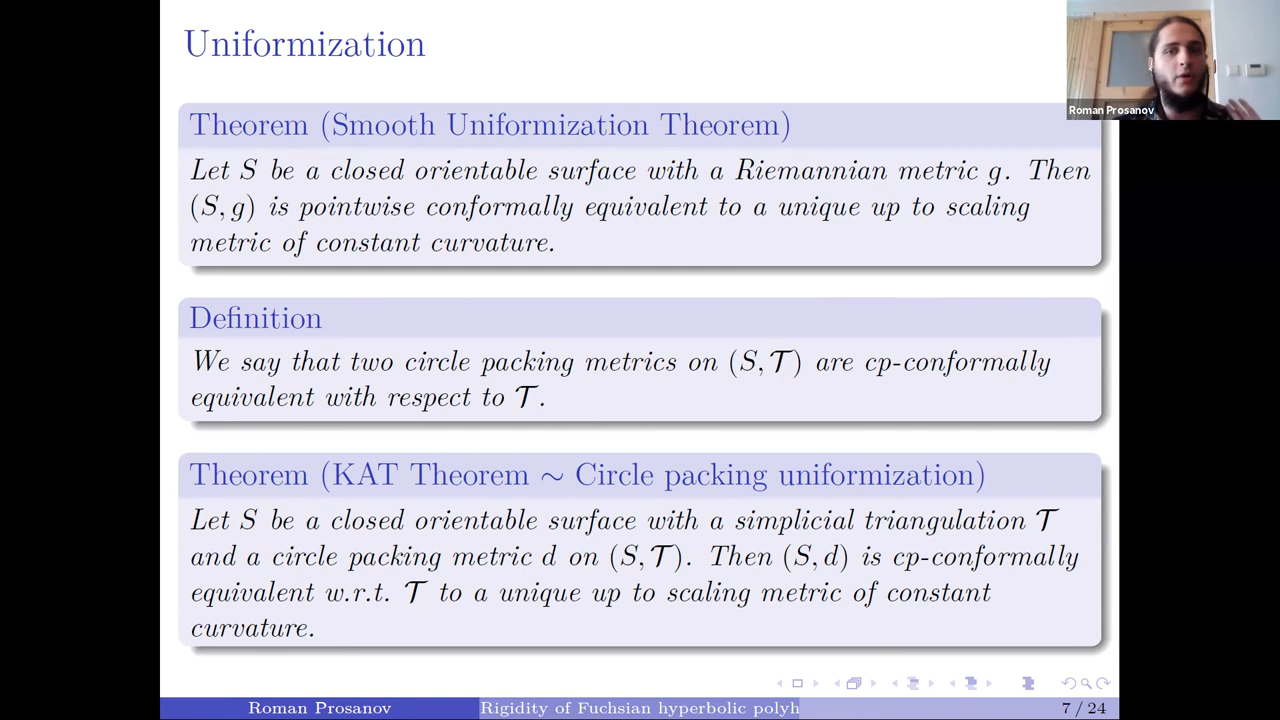 Uniformization
Roman Prosanov
Theorem (Smooth Uniformization Theorem)
Let S be a closed orientable surface with a Riemannian metric g. Then
(S, g) is pointwise conformally equivalent to a unique up to scaling
metric of constant curvature.
Definition
We say that two circle packing metrics on (S, 𝒯) are cp-conformally
equivalent with respect to 𝒯.
Theorem (KAT Theorem ∼ Circle packing uniformization)
Let S be a closed orientable surface with a simplicial triangulation 𝒯
and a circle packing metric d on (S, 𝒯). Then (S, d) is cp-conformally
equivalent w.r.t. 𝒯 to a unique up to scaling metric of constant
curvature.
Roman Prosanov
Rigidity of Fuchsian hyperbolic polyh
7 / 24